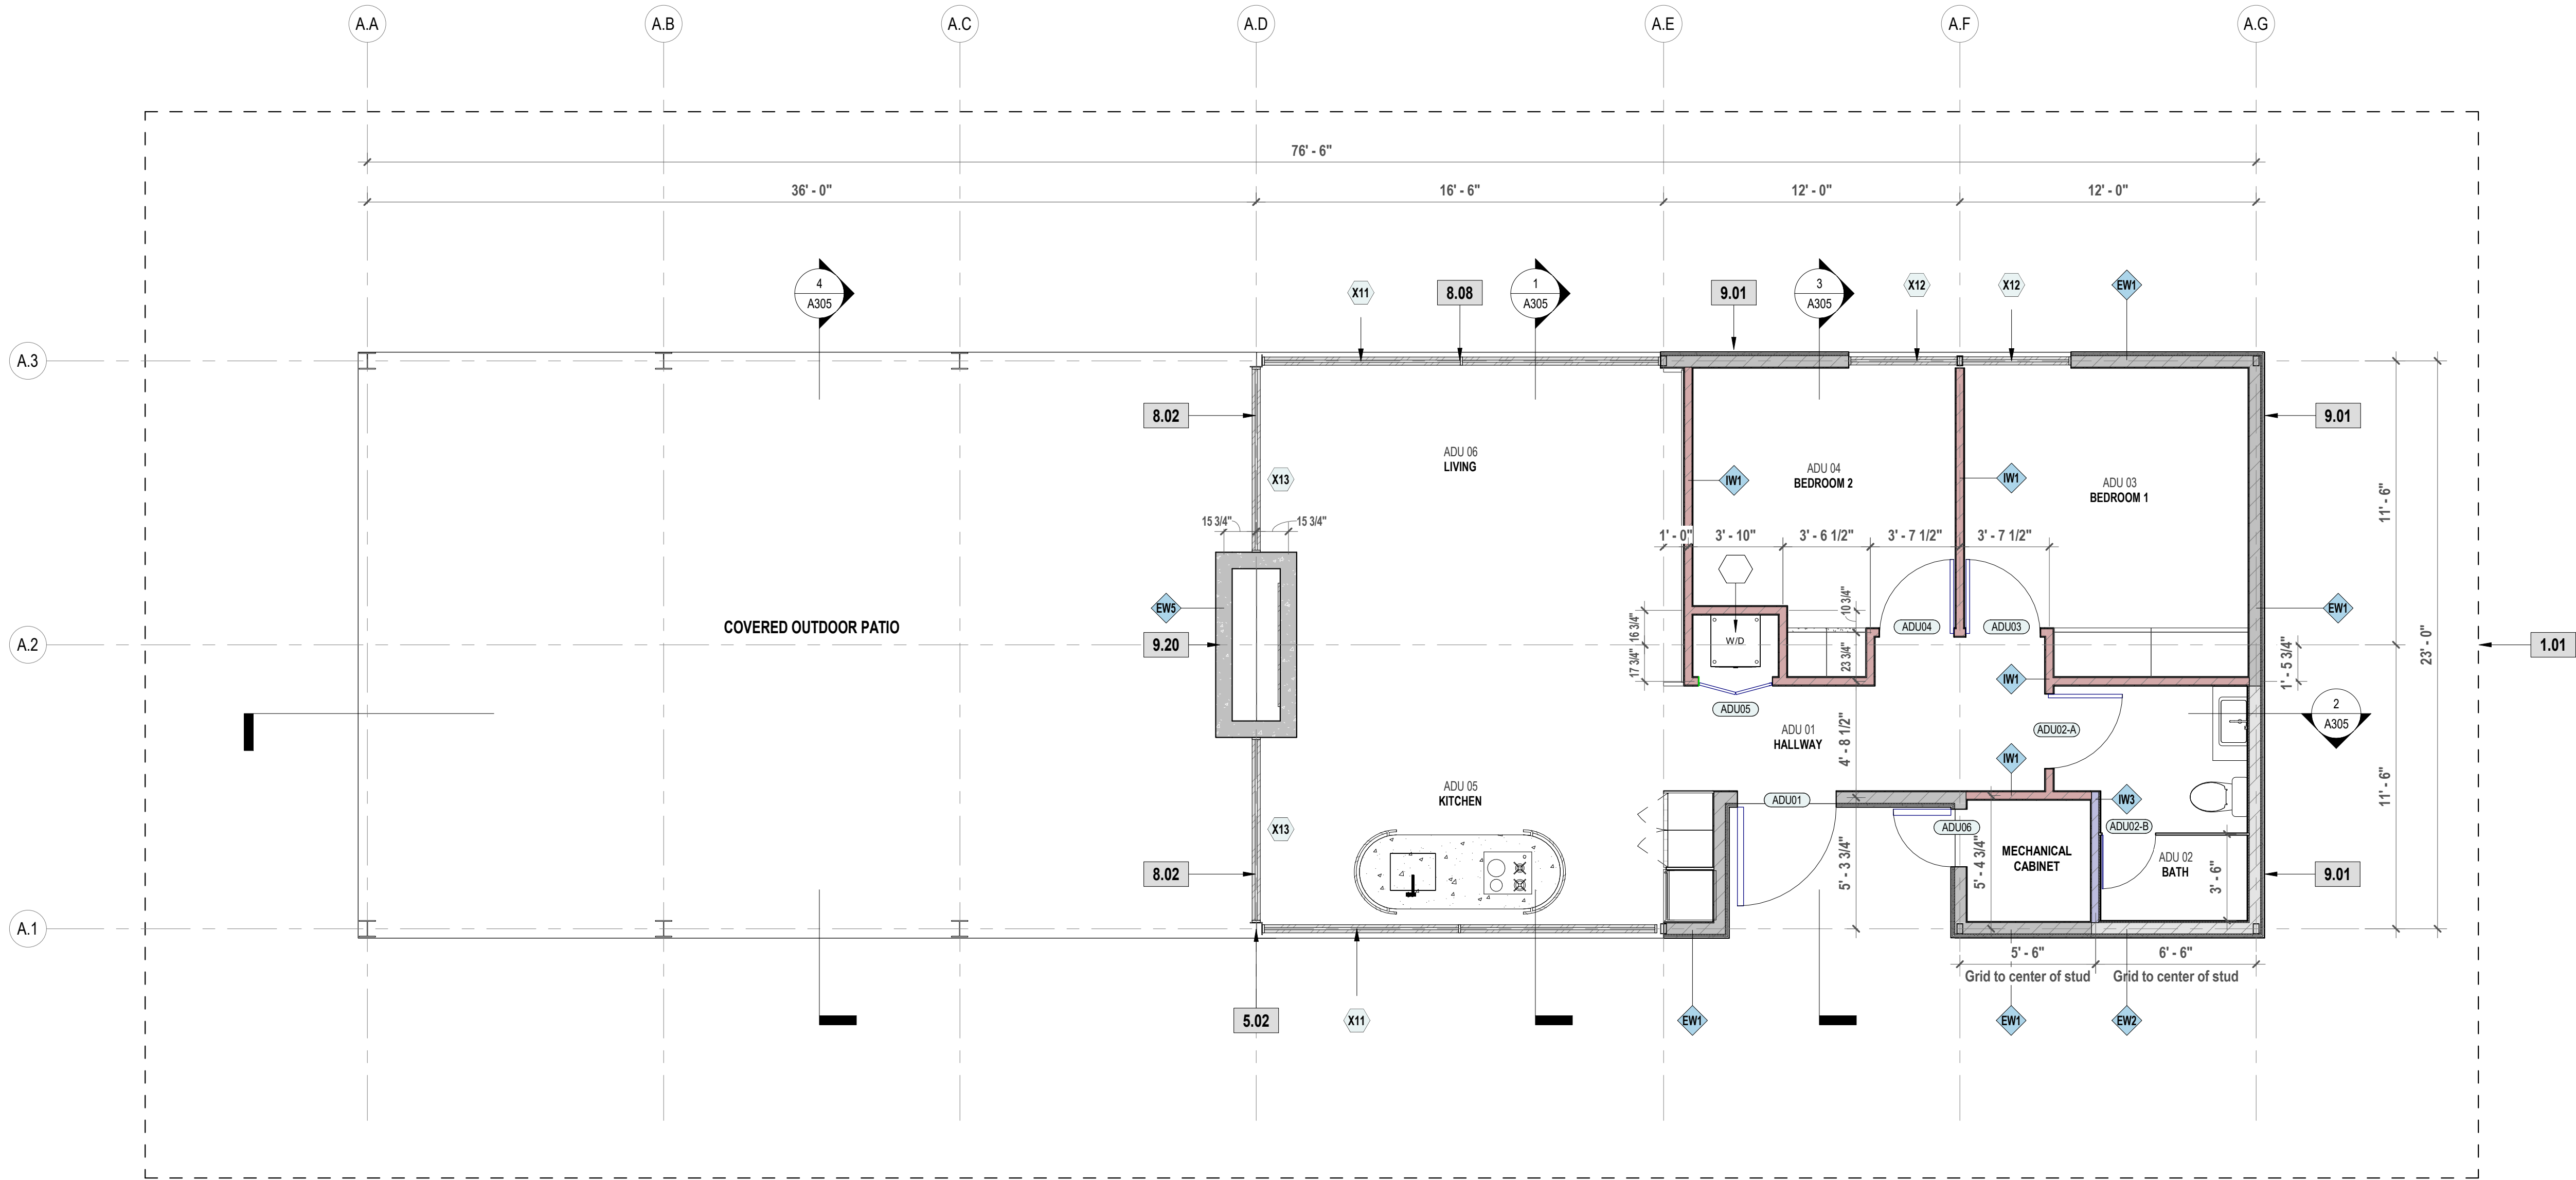 A.A
A.B
A.C
A.D
A.E
A.F
A.G
76' - 6"
36' - 0"
16' - 6"
12' - 0"
12' - 0"
4
A305
X11
8.08
1
A305
9.01
3
A305
X12
X12
EW1
A.3
8.02
9.01
ADU 06
LIVING
X13
IW1
ADU 04
BEDROOM 2
IW1
ADU 03
BEDROOM 1
11' - 6"
23' - 0"
15 3/4"
15 3/4"
1' - 0"
3' - 10"
3' - 6 1/2"
3' - 7 1/2"
3' - 7 1/2"
EW5
10 3/4"
EW1
COVERED OUTDOOR PATIO
16 3/4"
ADU04
ADU03
A.2
9.20
W/D
1.01
17 3/4"
23 3/4"
1' - 5 3/4"
IW1
ADU05
2
A305
ADU 01
HALLWAY
4' - 8 1/2"
ADU02-A
IW1
ADU 05
KITCHEN
ADU01
IW3
11' - 6"
X13
ADU06
ADU02-B
MECHANICAL
CABINET
5' - 4 3/4"
ADU 02
BATH
3' - 6"
8.02
5' - 3 3/4"
9.01
A.1
5' - 6"
6' - 6"
Grid to center of stud
Grid to center of stud
5.02
X11
EW1
EW1
EW2